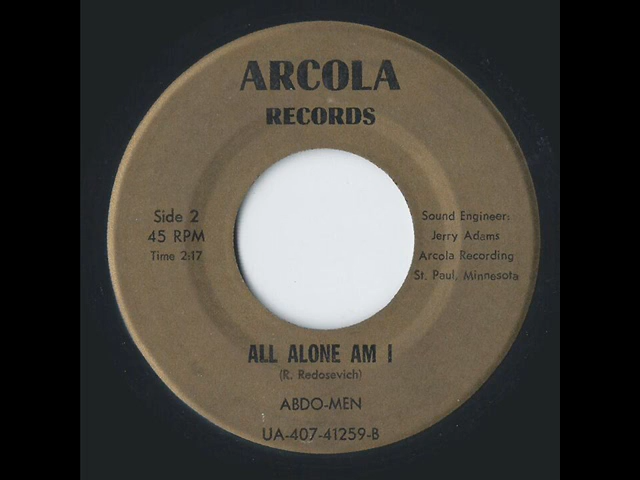 ARCOLA
RECORDS
Side 2
45 RPM
Time 2:17
Sound Engineer:
Jerry Adams
Arcola Recording
St. Paul, Minnesota
ALL ALONE AM I
(R. Redosevich)
ABDO-MEN
UA-407-41259-B